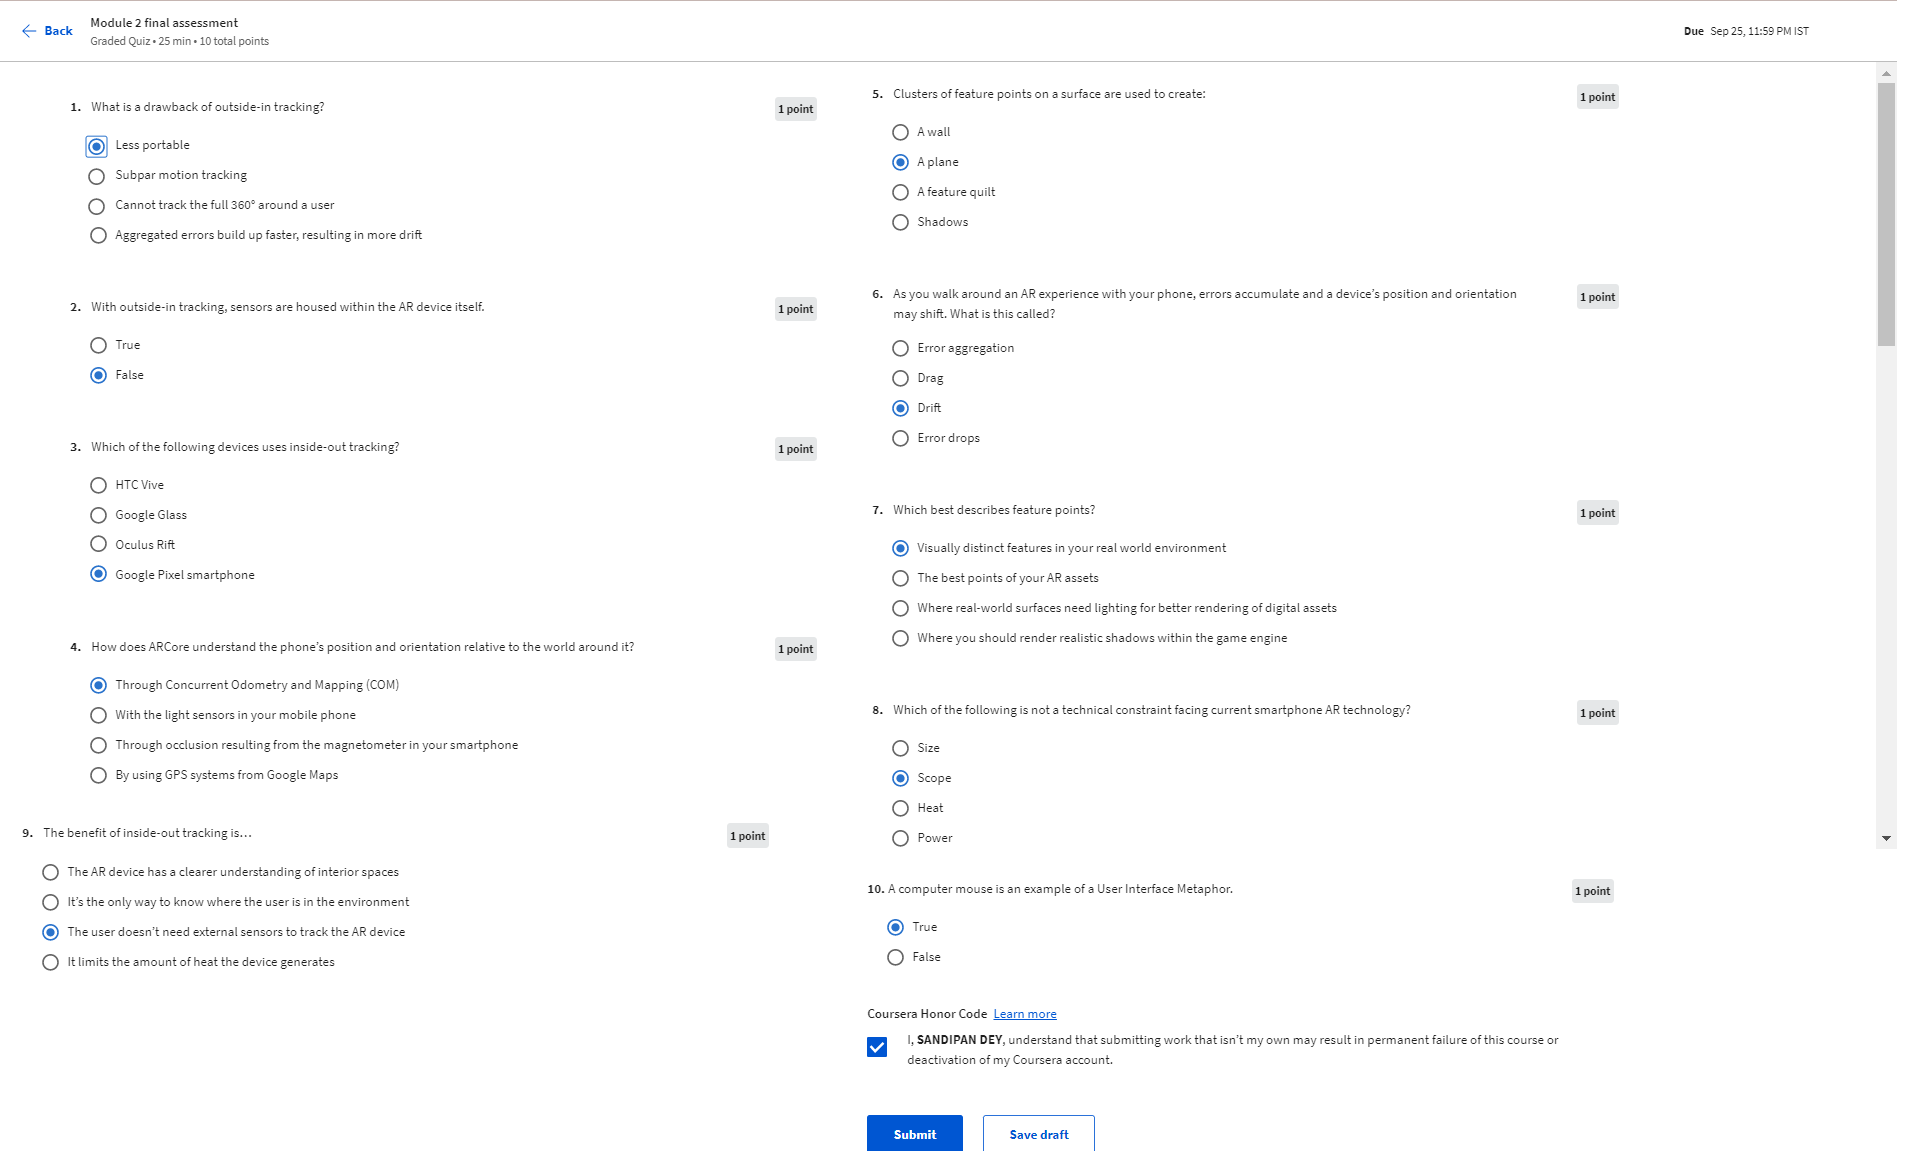 Back
Module 2 final assessment
Graded Quiz • 25 min • 10 total points
Due Sep 25, 11:59 PM IST
1. What is a drawback of outside-in tracking?
1 point
Less portable
Subpar motion tracking
Cannot track the full 360° around a user
Aggregated errors build up faster, resulting in more drift
2. With outside-in tracking, sensors are housed within the AR device itself.
1 point
True
False
3. Which of the following devices uses inside-out tracking?
1 point
HTC Vive
Google Glass
Oculus Rift
Google Pixel smartphone
4. How does ARCore understand the phone's position and orientation relative to the world around it?
1 point
Through Concurrent Odometry and Mapping (COM)
With the light sensors in your mobile phone
Through occlusion resulting from the magnetometer in your smartphone
By using GPS systems from Google Maps
5. Clusters of feature points on a surface are used to create:
1 point
A wall
A plane
A feature quilt
Shadows
6. As you walk around an AR experience with your phone, errors accumulate and a device's position and orientation
may shift. What is this called?
1 point
Error aggregation
Drag
Drift
Error drops
7. Which best describes feature points?
1 point
Visually distinct features in your real world environment
The best points of your AR assets
Where real-world surfaces need lighting for better rendering of digital assets
Where you should render realistic shadows within the game engine
8. Which of the following is not a technical constraint facing current smartphone AR technology?
1 point
Size
Scope
Heat
Power
9. The benefit of inside-out tracking is…
1 point
The AR device has a clearer understanding of interior spaces
It's the only way to know where the user is in the environment
The user doesn't need external sensors to track the AR device
It limits the amount of heat the device generates
10. A computer mouse is an example of a User Interface Metaphor.
1 point
True
False
Coursera Honor Code Learn more
I, SANDIPAN DEY, understand that submitting work that isn't my own may result in permanent failure of this course or
deactivation of my Coursera account.
Submit
Save draft